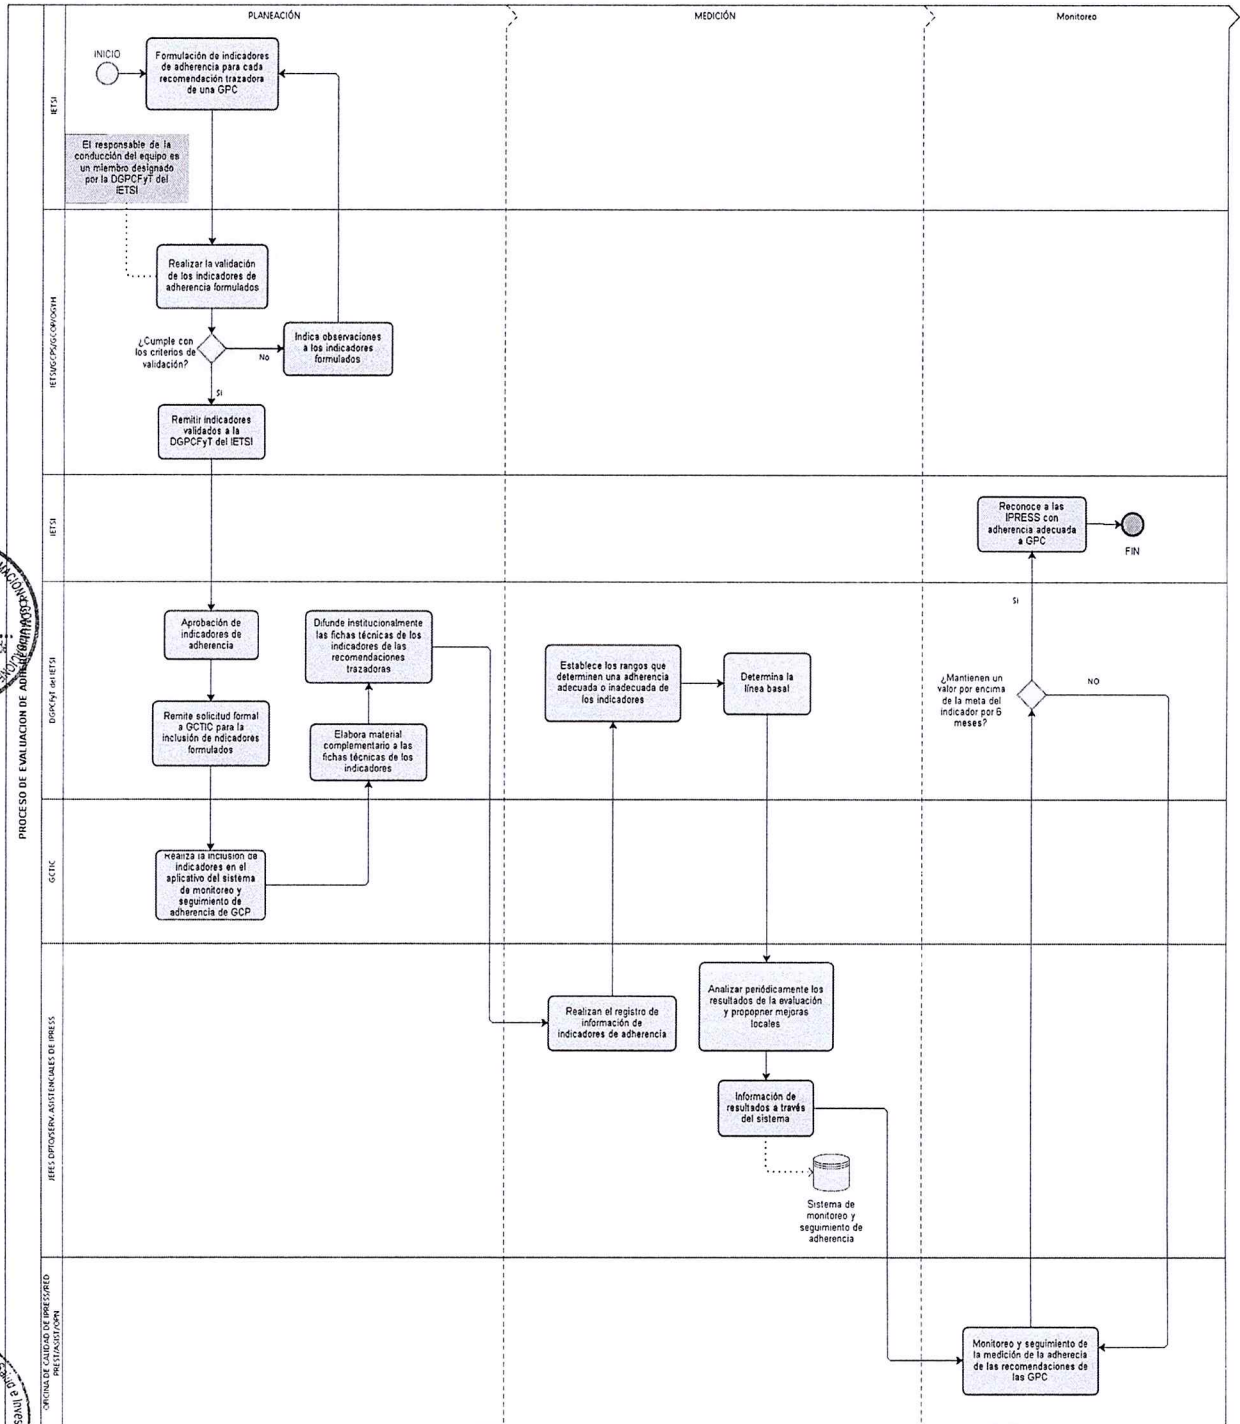 PLANEACIÓN
MEDICIÓN
Monitoreo
PROCESO DE EVALUACION DE
IETSI
INICIO
Formulación de indicadores
de adherencia para cada
recomendación trazadora
de una GPC
El responsable de la
conducción del equipo es
un miembro designado
por la DGPCFyT del
IETSI
IETSI/GCPS/GCOP/OGYH
Realizar la validación
de los indicadores de
adherencia formulados
¿Cumple con
los criterios de
validación?
No
Indica observaciones
a los indicadores
formulados
Si
Remitir indicadores
validados a la
DGPCFyT del IETSI
IETSI
Reconoce a las
IPRESS con
adherencia adecuada
a GPC
FIN
DGPCFyT del IETSI
Aprobación de
indicadores de
adherencia
Difunde institucionalmente
las fichas técnicas de los
indicadores de las
recomendaciones
trazadoras
Remite solicitud formal
a GCTIC para la
inclusión de ndicadores
formulados
Elabora material
complementario a las
fichas técnicas de los
indicadores
Establece los rangos que
determinen una adherencia
adecuada o inadecuada de
los indicadores
Determina la
línea basal
Si
¿Mantienen un
valor por encima
de la meta del
indicador por 6
meses?
NO
GCTIC
Realiza la inclusión de
indicadores en el
aplicativo del sistema
de monitoreo y
seguimiento de
adherencia de GCP
JEFES DPTO/SERV. ASISTENCIALES DE IPRESS
Realizan el registro de
información de
indicadores de adherencia
Analizar periódicamente los
resultados de la evaluación
y propopner mejoras
locales
Información de
resultados a través
del sistema
Sistema de
monitoreo y
seguimiento de
adherencia
OFICINA DE CALIDAD DE IPRESS/RED
PREST/ASIST/OPN
Monitoreo y seguimiento de
la medición de la adherecia
de las recomendaciones de
las GPC